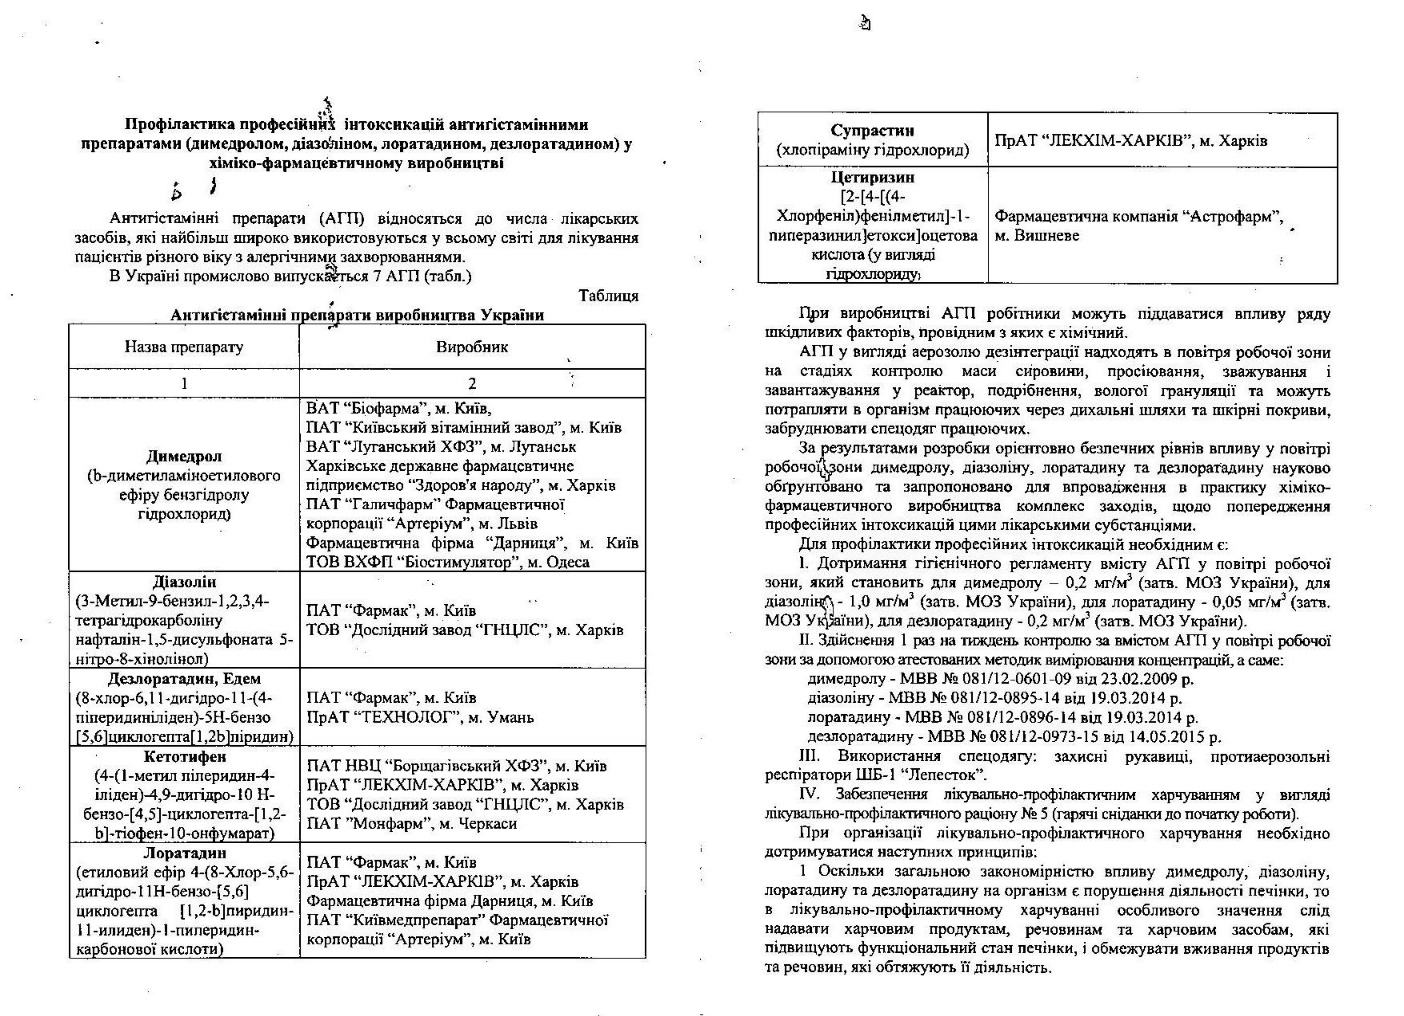 Профілактика професійних інтоксикацій антигістамінними
препаратами (димедролом, діазоліном, лоратадином, дезлоратадином) у
хіміко-фармацевтичному виробництві
Антигістамінні препарати (АГП) відносяться до числа лікарських
засобів, які найбільш широко використовуються у всьому світі для лікування
пацієнтів різного віку з алергічними захворюваннями.
В Україні промислово випускається 7 АГП (табл.)
Таблиця
Антигістамінні препарати виробництва України
Назва препарату
Виробник
1
2
Димедрол
(b-диметиламіноетилового
ефіру бензгідролу
гідрохлорид)
ВАТ “Біофарма”, м. Київ,
ПАТ “Київський вітамінний завод”, м. Київ
ВАТ “Луганський ХФЗ”, м. Луганськ
Харківське державне фармацевтичне
підприємство “Здоров'я народу”, м. Харків
ПАТ “Галичфарм” Фармацевтичної
корпорації “Артеріум”, м. Львів
Фармацевтична фірма “Дарниця”, м. Київ
ТОВ ВХФП “Біостимулятор”, м. Одеса
Діазолін
(3-Метил-9-бензил-1,2,3,4-
тетрагідрокарболіну
нафталін-1,5-дисульфоната 5-
нітро-8-хінолінол)
ПАТ “Фармак”, м. Київ
ТОВ “Дослідний завод “ГНЦЛС”, м. Харків
Дезлоратадин, Едем
(8-хлор-6,11-дигідро-11-(4-
піперидиніліден)-5Н-бензо
[5,6]циклогепта[1,2b]піридин)
ПАТ “Фармак”, м. Київ
ПрАТ “ТЕХНОЛОГ”, м. Умань
Кетотифен
(4-(1-метил піперидин-4-
іліден)-4,9-дигідро-10 Н-
бензо-[4,5]-циклогепта-[1,2-
b]-тіофен-10-онфумарат)
ПАТ НВЦ “Борщагівський ХФЗ”, м. Київ
ПрАТ “ЛЕКХІМ-ХАРКІВ”, м. Харків
ТОВ “Дослідний завод “ГНЦЛС”, м. Харків
ПАТ ”Монфарм”, м. Черкаси
Лоратадин
(етиловий ефір 4-(8-Хлор-5,6-
дигідро-11Н-бензо-[5,6]
циклогепта [1,2-b]пиридин-
11-илиден)-1-пиперидин-
карбонової кислоти)
ПАТ “Фармак”, м. Київ
ПрАТ “ЛЕКХІМ-ХАРКІВ”, м. Харків
Фармацевтична фірма Дарниця, м. Київ
ПАТ “Київмедпрепарат” Фармацевтичної
корпорації “Артеріум”, м. Київ
Супрастин
(хлопіраміну гідрохлорид)
ПрАТ “ЛЕКХІМ-ХАРКІВ”, м. Харків
Цетиризин
[2-[4-[(4-
Хлорфеніл)фенілметил]-1-
пиперазинил]етокси]оцетова
кислота (у вигляді
гідрохлориду)
Фармацевтична компанія “Астрофарм”,
м. Вишневе
При виробництві АГП робітники можуть піддаватися впливу ряду
шкідливих факторів, провідним з яких є хімічний.
АГП у вигляді аерозолю дезінтеграції надходять в повітря робочої зони
на стадіях контролю маси сировини, просіювання, зважування і
завантажування у реактор, подрібнення, вологої грануляції та можуть
потрапляти в організм працюючих через дихальні шляхи та шкірні покриви,
забруднювати спецодяг працюючих.
За результатами розробки орієнтовно безпечних рівнів впливу у повітрі
робочої зони димедролу, діазоліну, лоратадину та дезлоратадину науково
обґрунтовано та запропоновано для впровадження в практику хіміко-
фармацевтичного виробництва комплекс заходів, щодо попередження
професійних інтоксикацій цими лікарськими субстанціями.
Для профілактики професійних інтоксикацій необхідним є:
I. Дотримання гігієнічного регламенту вмісту АГП у повітрі робочої
зони, який становить для димедролу – 0,2 мг/м³ (затв. МОЗ України), для
діазоліну - 1,0 мг/м³ (затв. МОЗ України), для лоратадину - 0,05 мг/м³ (затв.
МОЗ України), для дезлоратадину - 0,2 мг/м³ (затв. МОЗ України).
II. Здійснення 1 раз на тиждень контролю за вмістом АГП у повітрі робочої
зони за допомогою атестованих методик вимірювання концентрацій, а саме:
димедролу - МВВ № 081/12-0601-09 від 23.02.2009 р.
діазоліну - МВВ № 081/12-0895-14 від 19.03.2014 р.
лоратадину - МВВ № 081/12-0896-14 від 19.03.2014 р.
дезлоратадину - МВВ № 081/12-0973-15 від 14.05.2015 р.
III. Використання спецодягу: захисні рукавиці, протиаерозольні
респіратори ШБ-1 “Лепесток”.
IV. Забезпечення лікувально-профілактичним харчуванням у вигляді
лікувально-профілактичного раціону № 5 (гарячі сніданки до початку роботи).
При організації лікувально-профілактичного харчування необхідно
дотримуватися наступних принципів:
1 Оскільки загальною закономірністю впливу димедролу, діазоліну,
лоратадину та дезлоратадину на організм є порушення діяльності печінки, то
в лікувально-профілактичному харчуванні особливого значення слід
надавати харчовим продуктам, речовинам та харчовим засобам, які
підвищують функціональний стан печінки, і обмежувати вживання продуктів
та речовин, які обтяжують її діяльність.